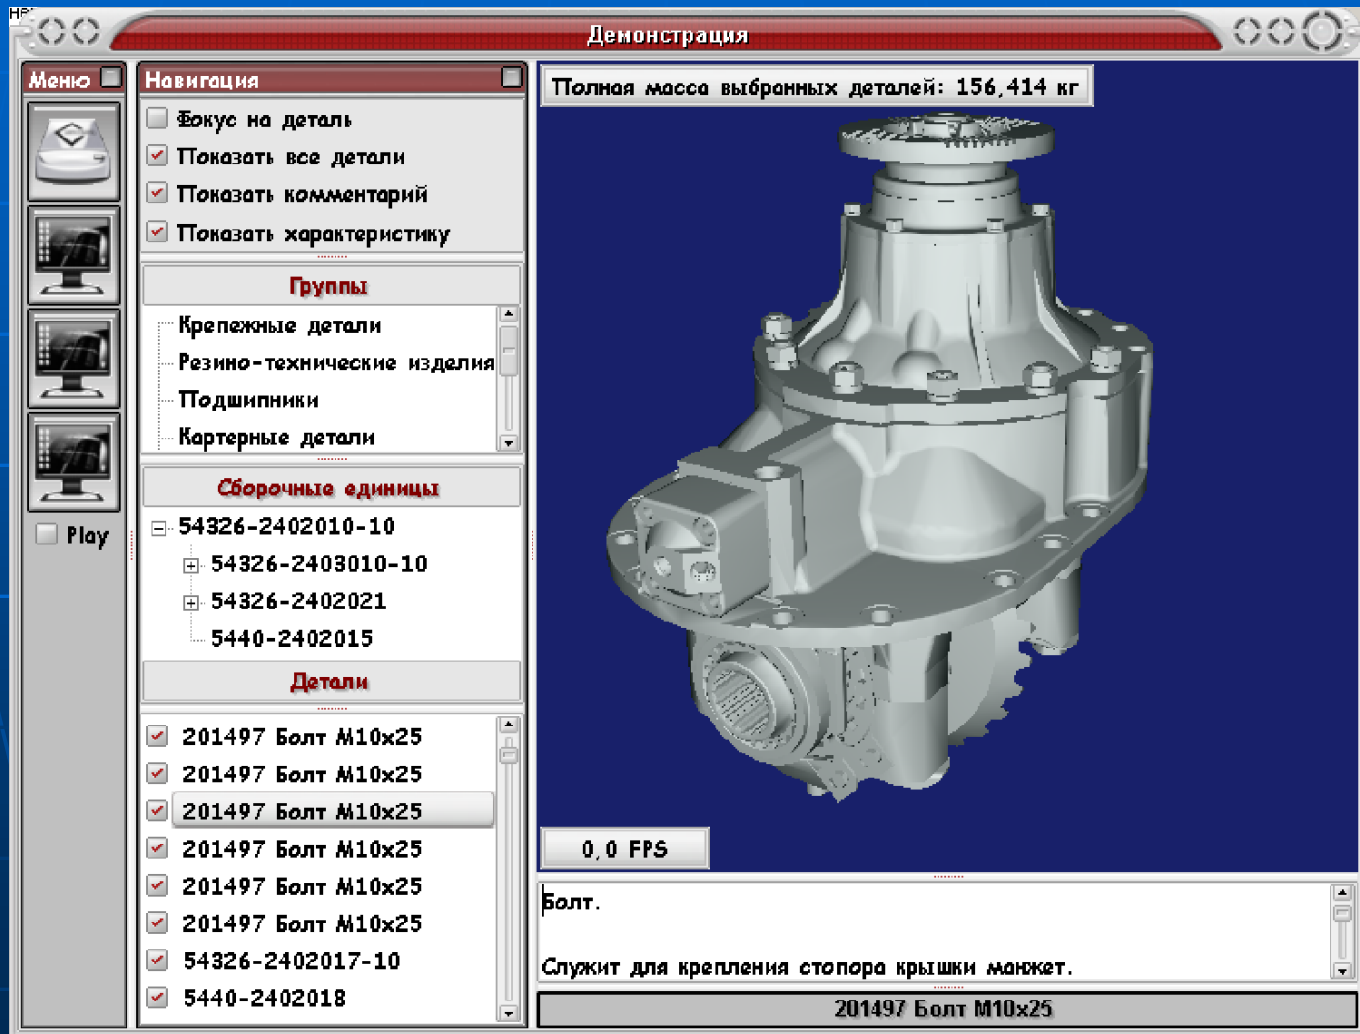 Демонстрация
Меню
Play
Навигация
Фокус на деталь
Показать все детали
Показать комментарий
Показать характеристику
Группы
Крепежные детали
Резино-технические изделия
Подшипники
Картерные детали
Сборочные единицы
54326-2402010-10
54326-2403010-10
54326-2402021
5440-2402015
Детали
201497 Болт М10х25
201497 Болт М10х25
201497 Болт М10х25
201497 Болт М10х25
201497 Болт М10х25
201497 Болт М10х25
54326-2402017-10
5440-2402018
Полная масса выбранных деталей: 156,414 кг
0,0 FPS
Болт.
Служит для крепления стопора крышки манжет.
201497 Болт М10х25